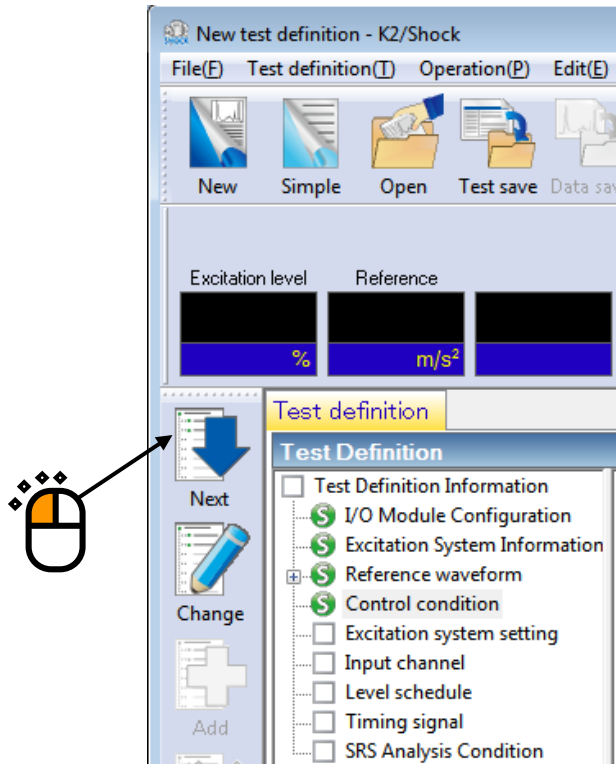 New test definition - K2/Shock
File(F) Test definition(T) Operation(P) Edit(E)
New Simple Open Test save Data sav
Excitation level Reference
% m/s²
Test definition
Test Definition
Next
Test Definition Information
I/O Module Configuration
Excitation System Information
Reference waveform
Control condition
Change
Excitation system setting
Input channel
Level schedule
Add
Timing signal
SRS Analysis Condition